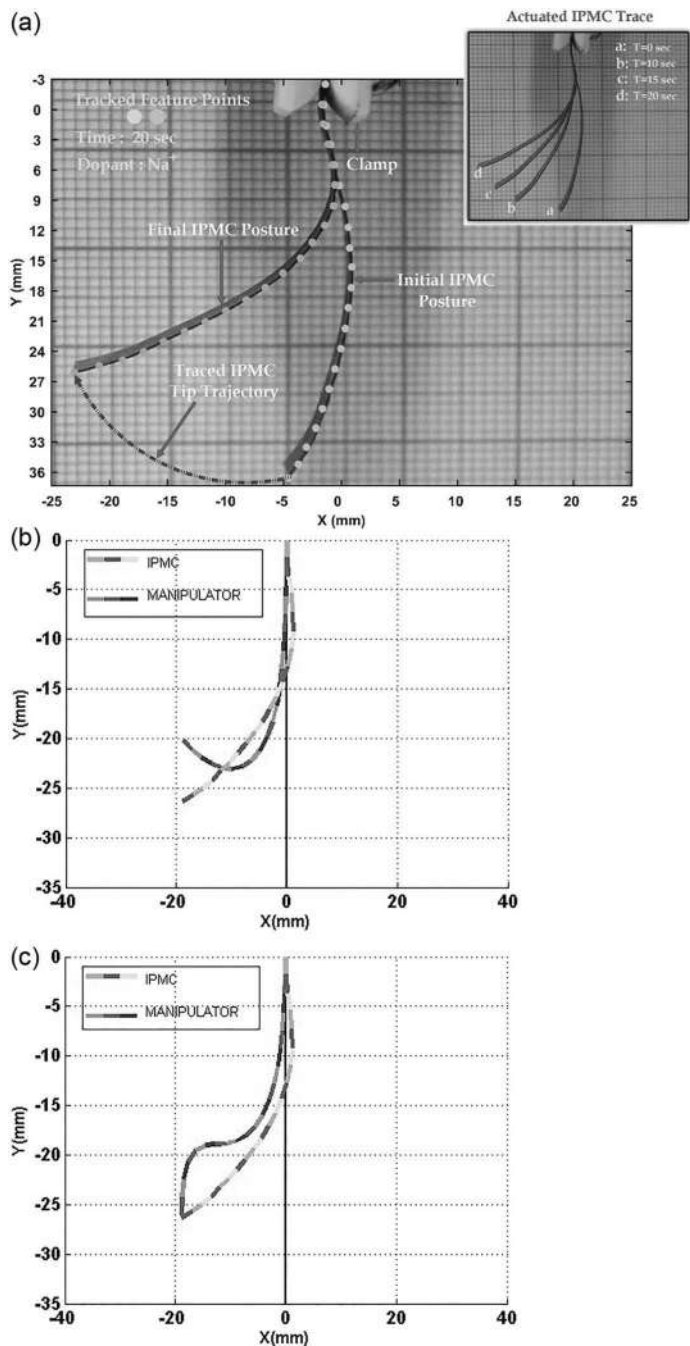 (a)
Actuated IPMC Trace
a: T=0 sec
b: T=10 sec
c: T=15 sec
d: T=20 sec
d
c
b
a
Tracked Feature Points
Time : 20 sec
Dopant : Na+
Clamp
Final IPMC Posture
Initial IPMC
Posture
Traced IPMC
Tip Trajectory
Y (mm)
-3
0
3
6
9
12
15
18
21
24
27
30
33
36
-25 -20 -15 -10 -5 0 5 10 15 20 25
X (mm)
(b)
IPMC
MANIPULATOR
Y(mm)
0
-5
-10
-15
-20
-25
-30
-35
-40 -20 0 20 40
X(mm)
(c)
IPMC
MANIPULATOR
Y(mm)
0
-5
-10
-15
-20
-25
-30
-35
-40 -20 0 20 40
X(mm)